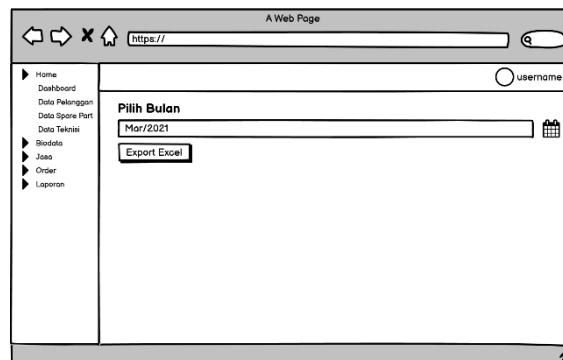 A Web Page
https://
username
Home
Dashboard
Data Pelanggan
Data Spare Part
Data Teknisi
Biodata
Jasa
Order
Laporan
Pilih Bulan
Mar/2021
Export Excel